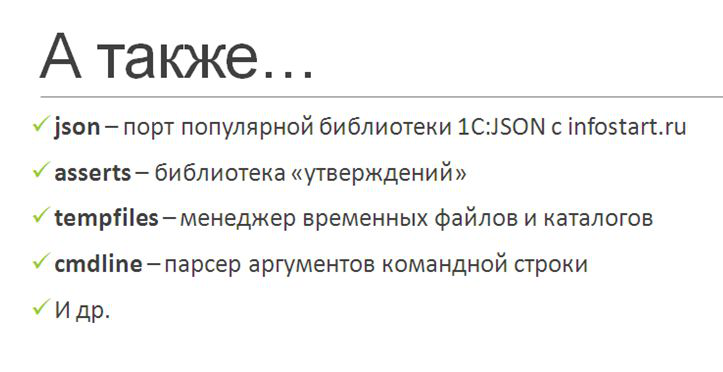 А также...
json – порт популярной библиотеки 1С:JSON с infostart.ru
asserts – библиотека «утверждений»
tempfiles – менеджер временных файлов и каталогов
cmdline – парсер аргументов командной строки
И др.